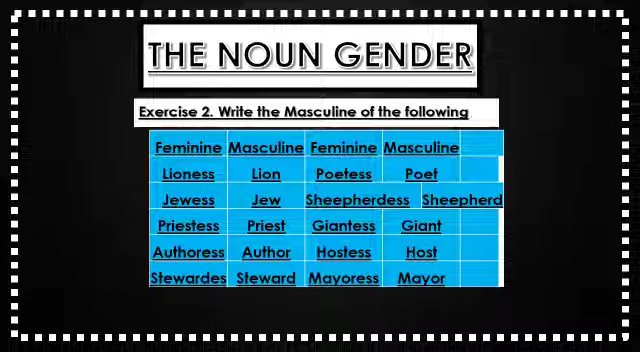 THE NOUN GENDER
Exercise 2. Write the Masculine of the following
Feminine Masculine Feminine Masculine
Lioness Lion Poetess Poet
Jewess Jew Sheepherdess Sheepherd
Priestess Priest Giantess Giant
Authoress Author Hostess Host
Stewardes Steward Mayoress Mayor